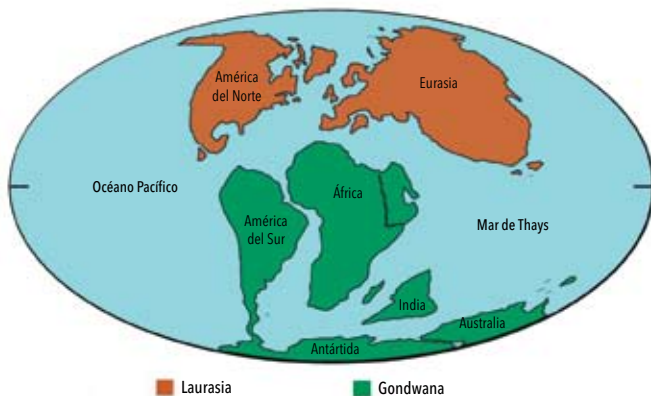 América
del Norte
Eurasia
Océano Pacífico
África
América
del Sur
Mar de Thays
India
Australia
Antártida
Laurasia
Gondwana